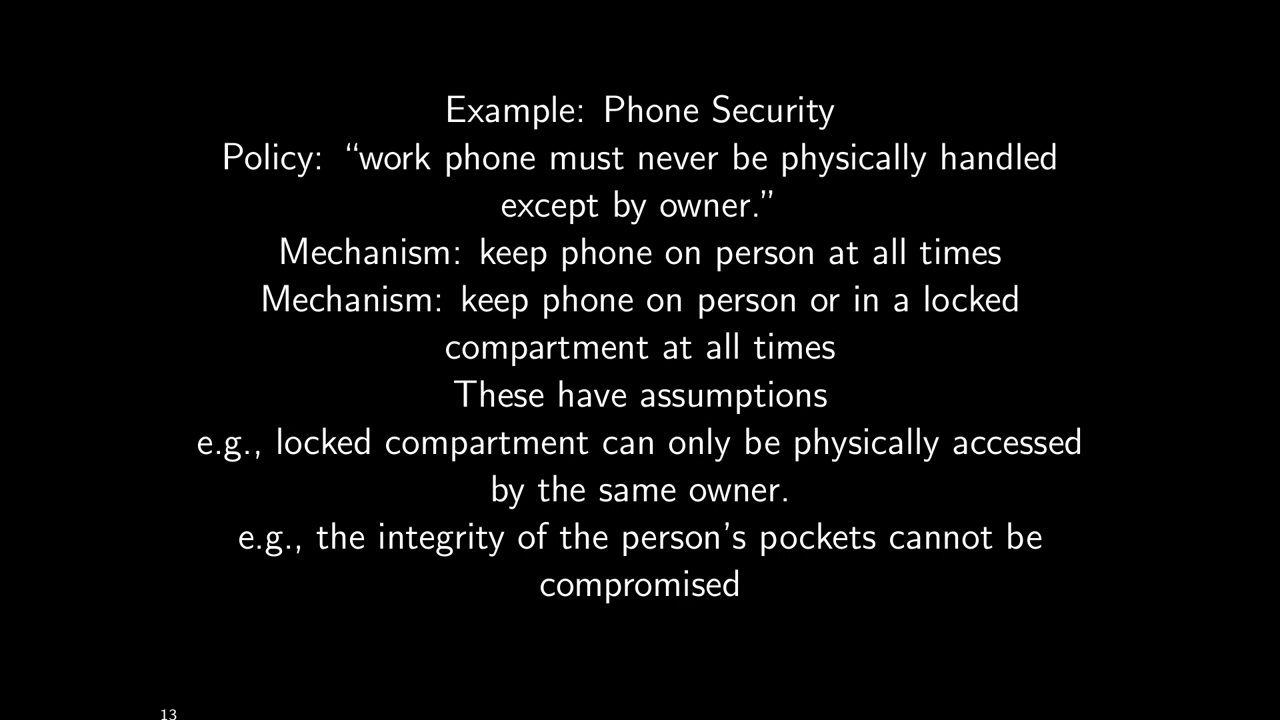 Example: Phone Security
Policy: “work phone must never be physically handled
except by owner.”
Mechanism: keep phone on person at all times
Mechanism: keep phone on person or in a locked
compartment at all times
These have assumptions
e.g., locked compartment can only be physically accessed
by the same owner.
e.g., the integrity of the person’s pockets cannot be
compromised
13